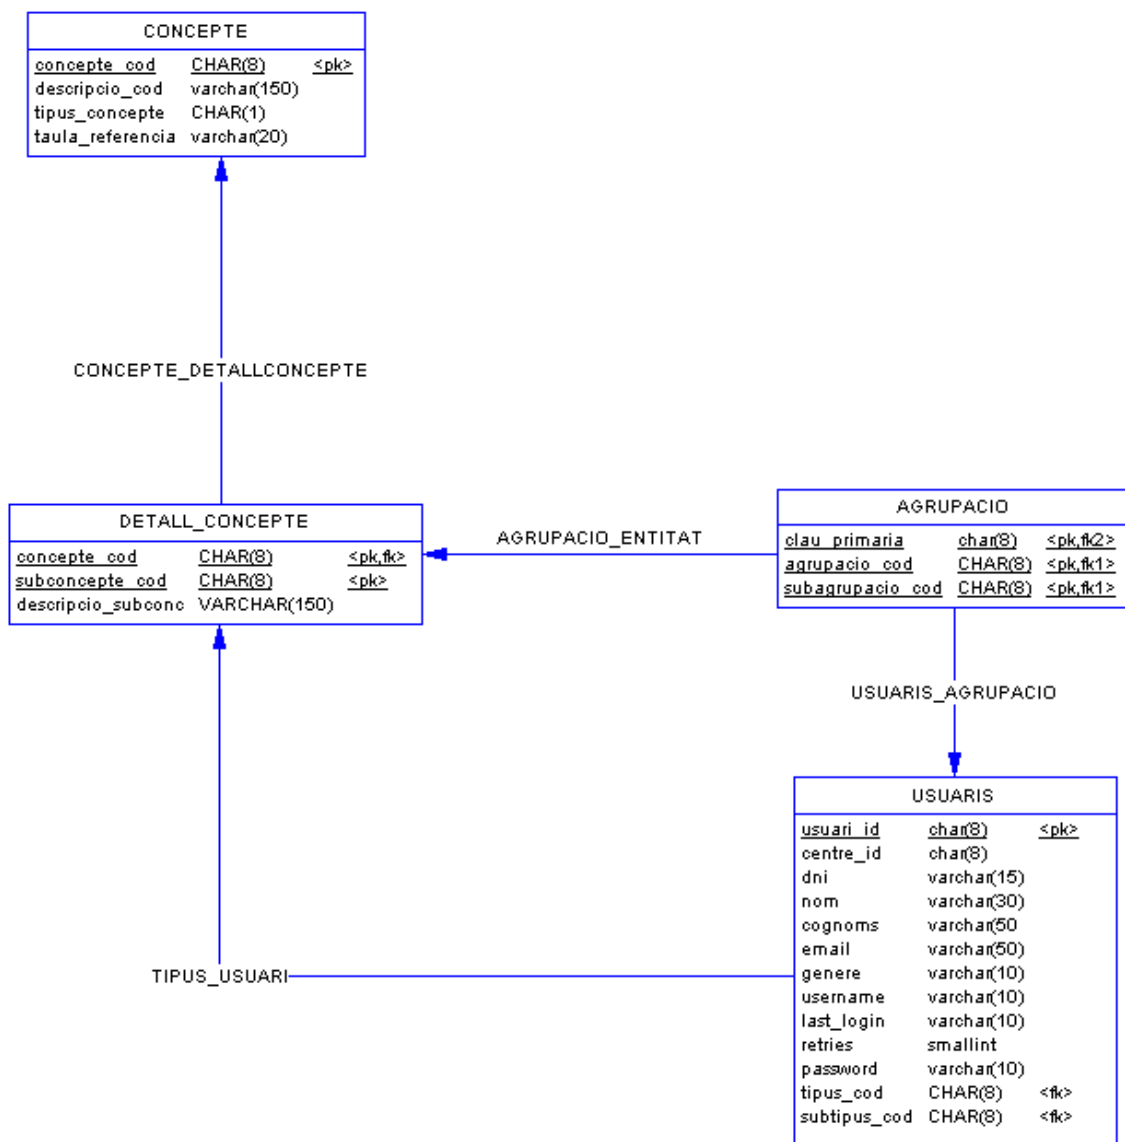 CONCEPTE
concepte_cod CHAR(8) <pk>
descripcio_cod varchar(150)
tipus_concepte CHAR(1)
taula_referencia varchar(20)
CONCEPTE_DETALLCONCEPTE
DETALL_CONCEPTE
concepte_cod CHAR(8) <pk,fk>
subconcepte_cod CHAR(8) <pk>
descripcio_subconc VARCHAR(150)
AGRUPACIO_ENTITAT
AGRUPACIO
clau_primaria char(8) <pk,fk2>
agrupacio_cod CHAR(8) <pk,fk1>
subagrupacio_cod CHAR(8) <pk,fk1>
USUARIS_AGRUPACIO
USUARIS
usuari_id char(8) <pk>
centre_id char(8)
dni varchar(15)
nom varchar(30)
cognoms varchar(50
email varchar(50)
genere varchar(10)
username varchar(10)
last_login varchar(10)
retries smallint
password varchar(10)
tipus_cod CHAR(8) <fk>
subtipus_cod CHAR(8) <fk>
TIPUS_USUARI